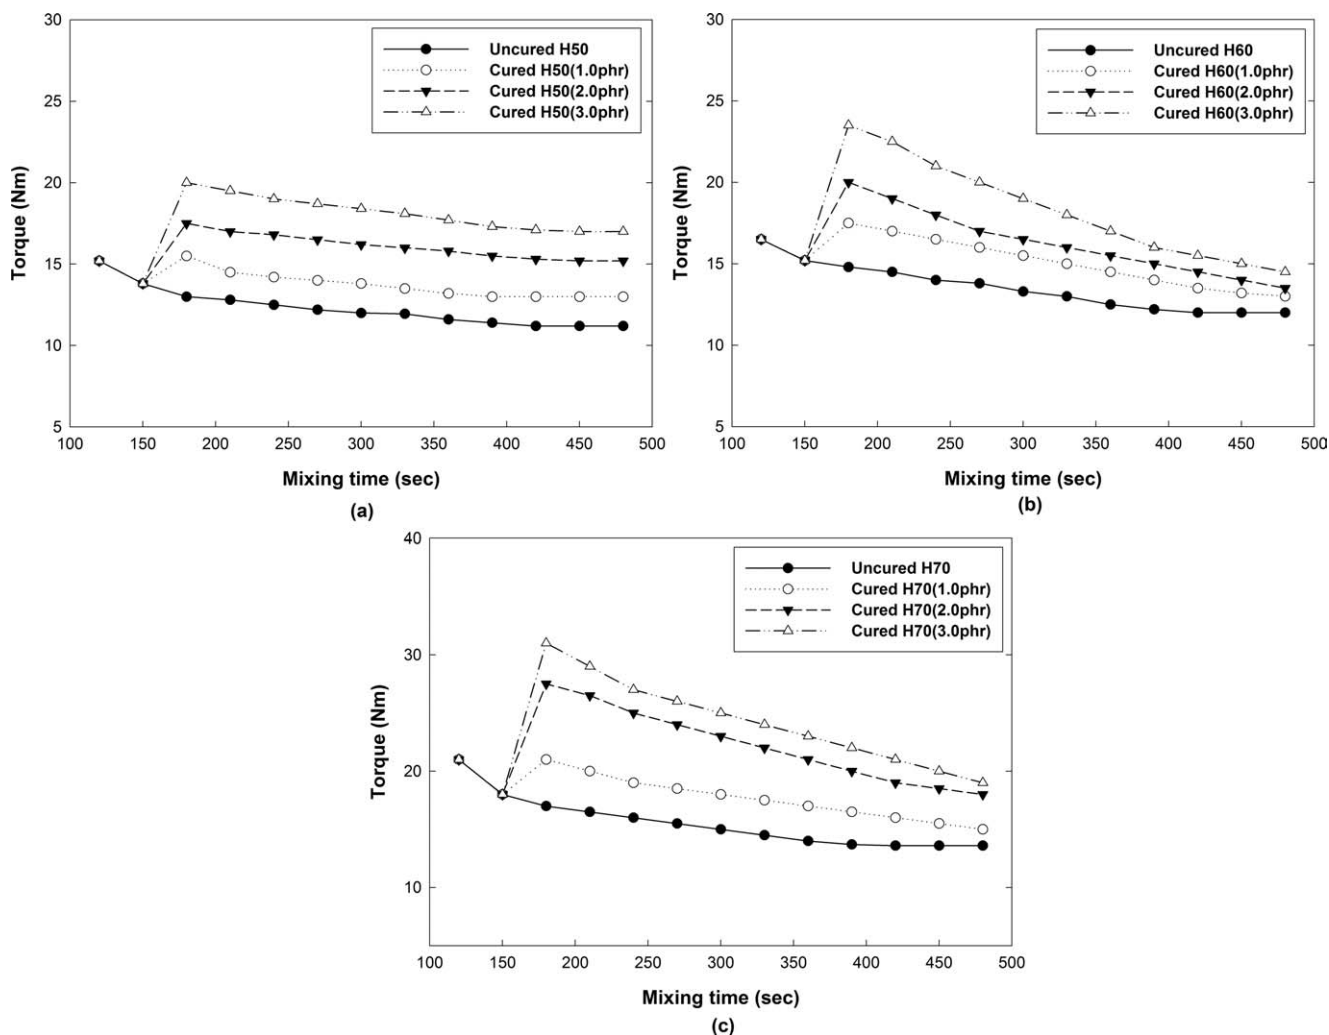 30
25
20
15
10
5
100 150 200 250 300 350 400 450 500
Torque (Nm)
Mixing time (sec)
Uncured H50
Cured H50(1.0phr)
Cured H50(2.0phr)
Cured H50(3.0phr)
(a)
30
25
20
15
10
5
100 150 200 250 300 350 400 450 500
Torque (Nm)
Mixing time (sec)
Uncured H60
Cured H60(1.0phr)
Cured H60(2.0phr)
Cured H60(3.0phr)
(b)
40
30
20
10
100 150 200 250 300 350 400 450 500
Torque (Nm)
Mixing time (sec)
Uncured H70
Cured H70(1.0phr)
Cured H70(2.0phr)
Cured H70(3.0phr)
(c)